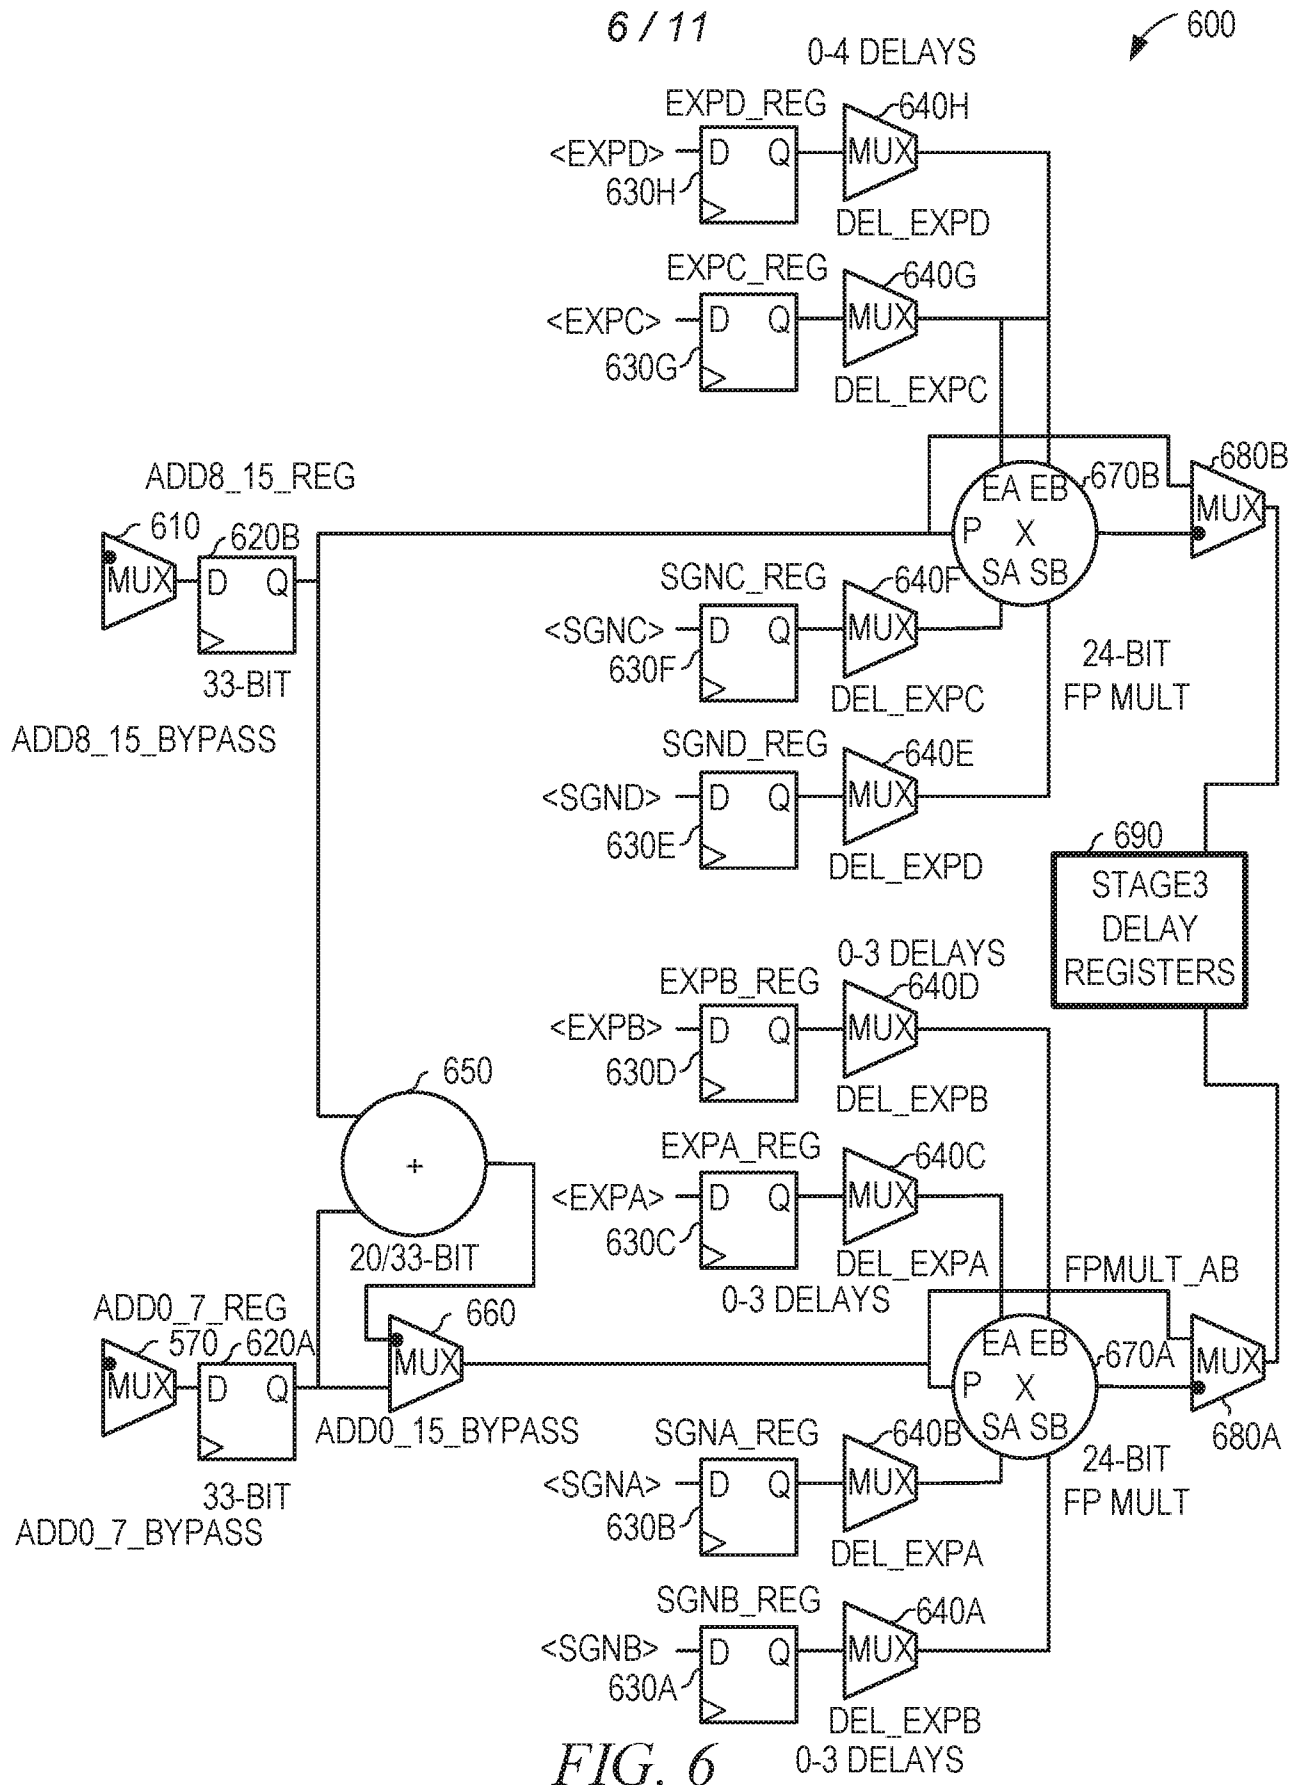 6 / 11
600
0-4 DELAYS
EXPD_REG
640H
<EXPD>
D Q
MUX
630H
DEL_EXPD
EXPC_REG
640G
<EXPC>
D Q
MUX
630G
DEL_EXPC
ADD8_15_REG
610
620B
MUX
D Q
33-BIT
ADD8_15_BYPASS
EA EB
670B
P X
SA SB
680B
MUX
SGNC_REG
640F
<SGNC>
D Q
MUX
630F
DEL_EXPC
24-BIT
FP MULT
SGND_REG
640E
<SGND>
D Q
MUX
630E
DEL_EXPD
690
STAGE3
DELAY
REGISTERS
0-3 DELAYS
EXPB_REG
640D
<EXPB>
D Q
MUX
630D
DEL_EXPB
650
+
20/33-BIT
EXPA_REG
640C
<EXPA>
D Q
MUX
630C
DEL_EXPA
0-3 DELAYS
FPMULT_AB
ADD0_7_REG
570
620A
MUX
D Q
33-BIT
ADD0_7_BYPASS
660
MUX
ADD0_15_BYPASS
EA EB
670A
P X
SA SB
MUX
680A
24-BIT
FP MULT
SGNA_REG
640B
<SGNA>
D Q
MUX
630B
DEL_EXPA
SGNB_REG
640A
<SGNB>
D Q
MUX
630A
DEL_EXPB
0-3 DELAYS
FIG. 6